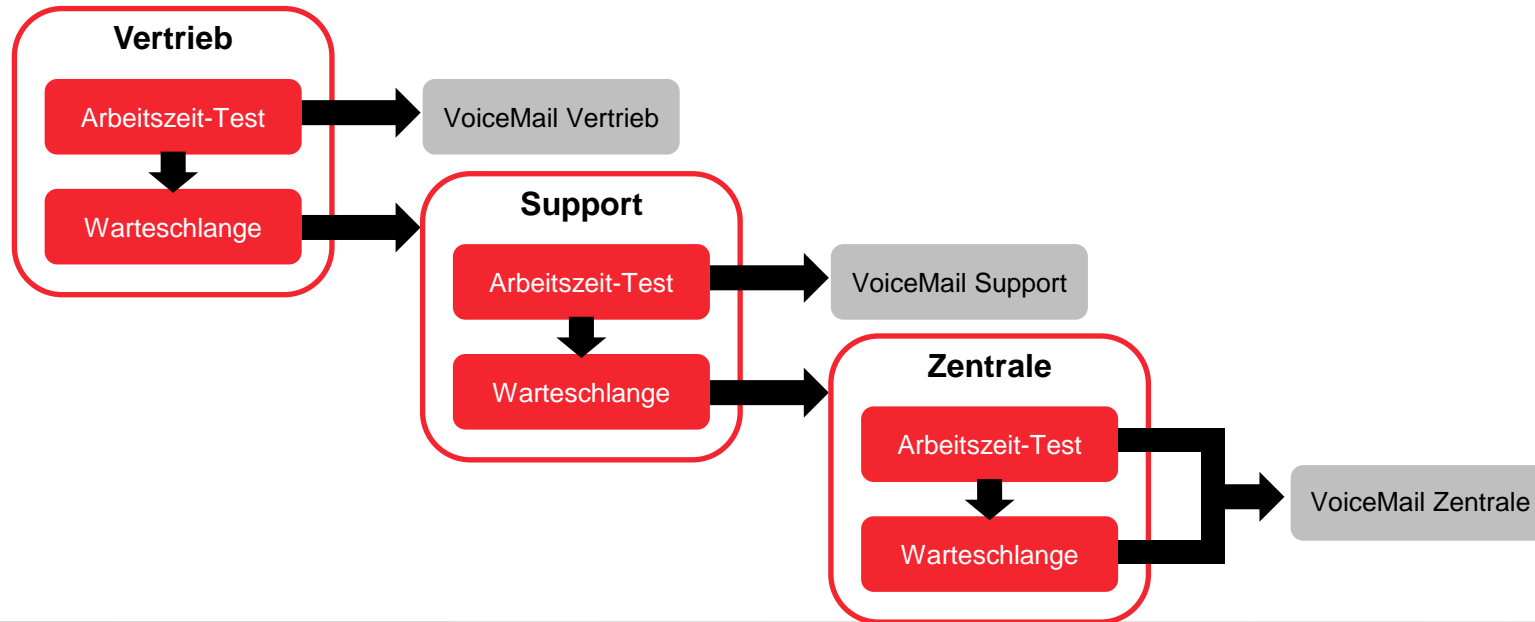 Vertrieb
Arbeitszeit-Test
VoiceMail Vertrieb
Warteschlange
Support
Arbeitszeit-Test
VoiceMail Support
Warteschlange
Zentrale
Arbeitszeit-Test
VoiceMail Zentrale
Warteschlange